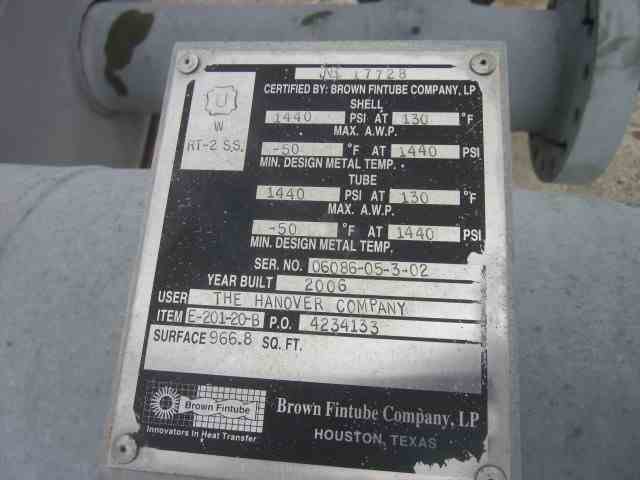 17728
CERTIFIED BY: BROWN FINTUBE COMPANY, LP
U
W
RT-2 S.S.
SHELL
1440 PSI AT 130 °F
MAX. A.W.P.
-50 °F AT 1440 PSI
MIN. DESIGN METAL TEMP.
TUBE
1440 PSI AT 130 °F
MAX. A.W.P.
-50 °F AT 1440 PSI
MIN. DESIGN METAL TEMP.
SER. NO. 06086-05-3-02
YEAR BUILT 2006
USER THE HANOVER COMPANY
ITEM E-201-20-B P.O. 4234133
SURFACE 966.8 SQ. FT.
Brown Fintube
Innovators In Heat Transfer
Brown Fintube Company, LP
HOUSTON, TEXAS